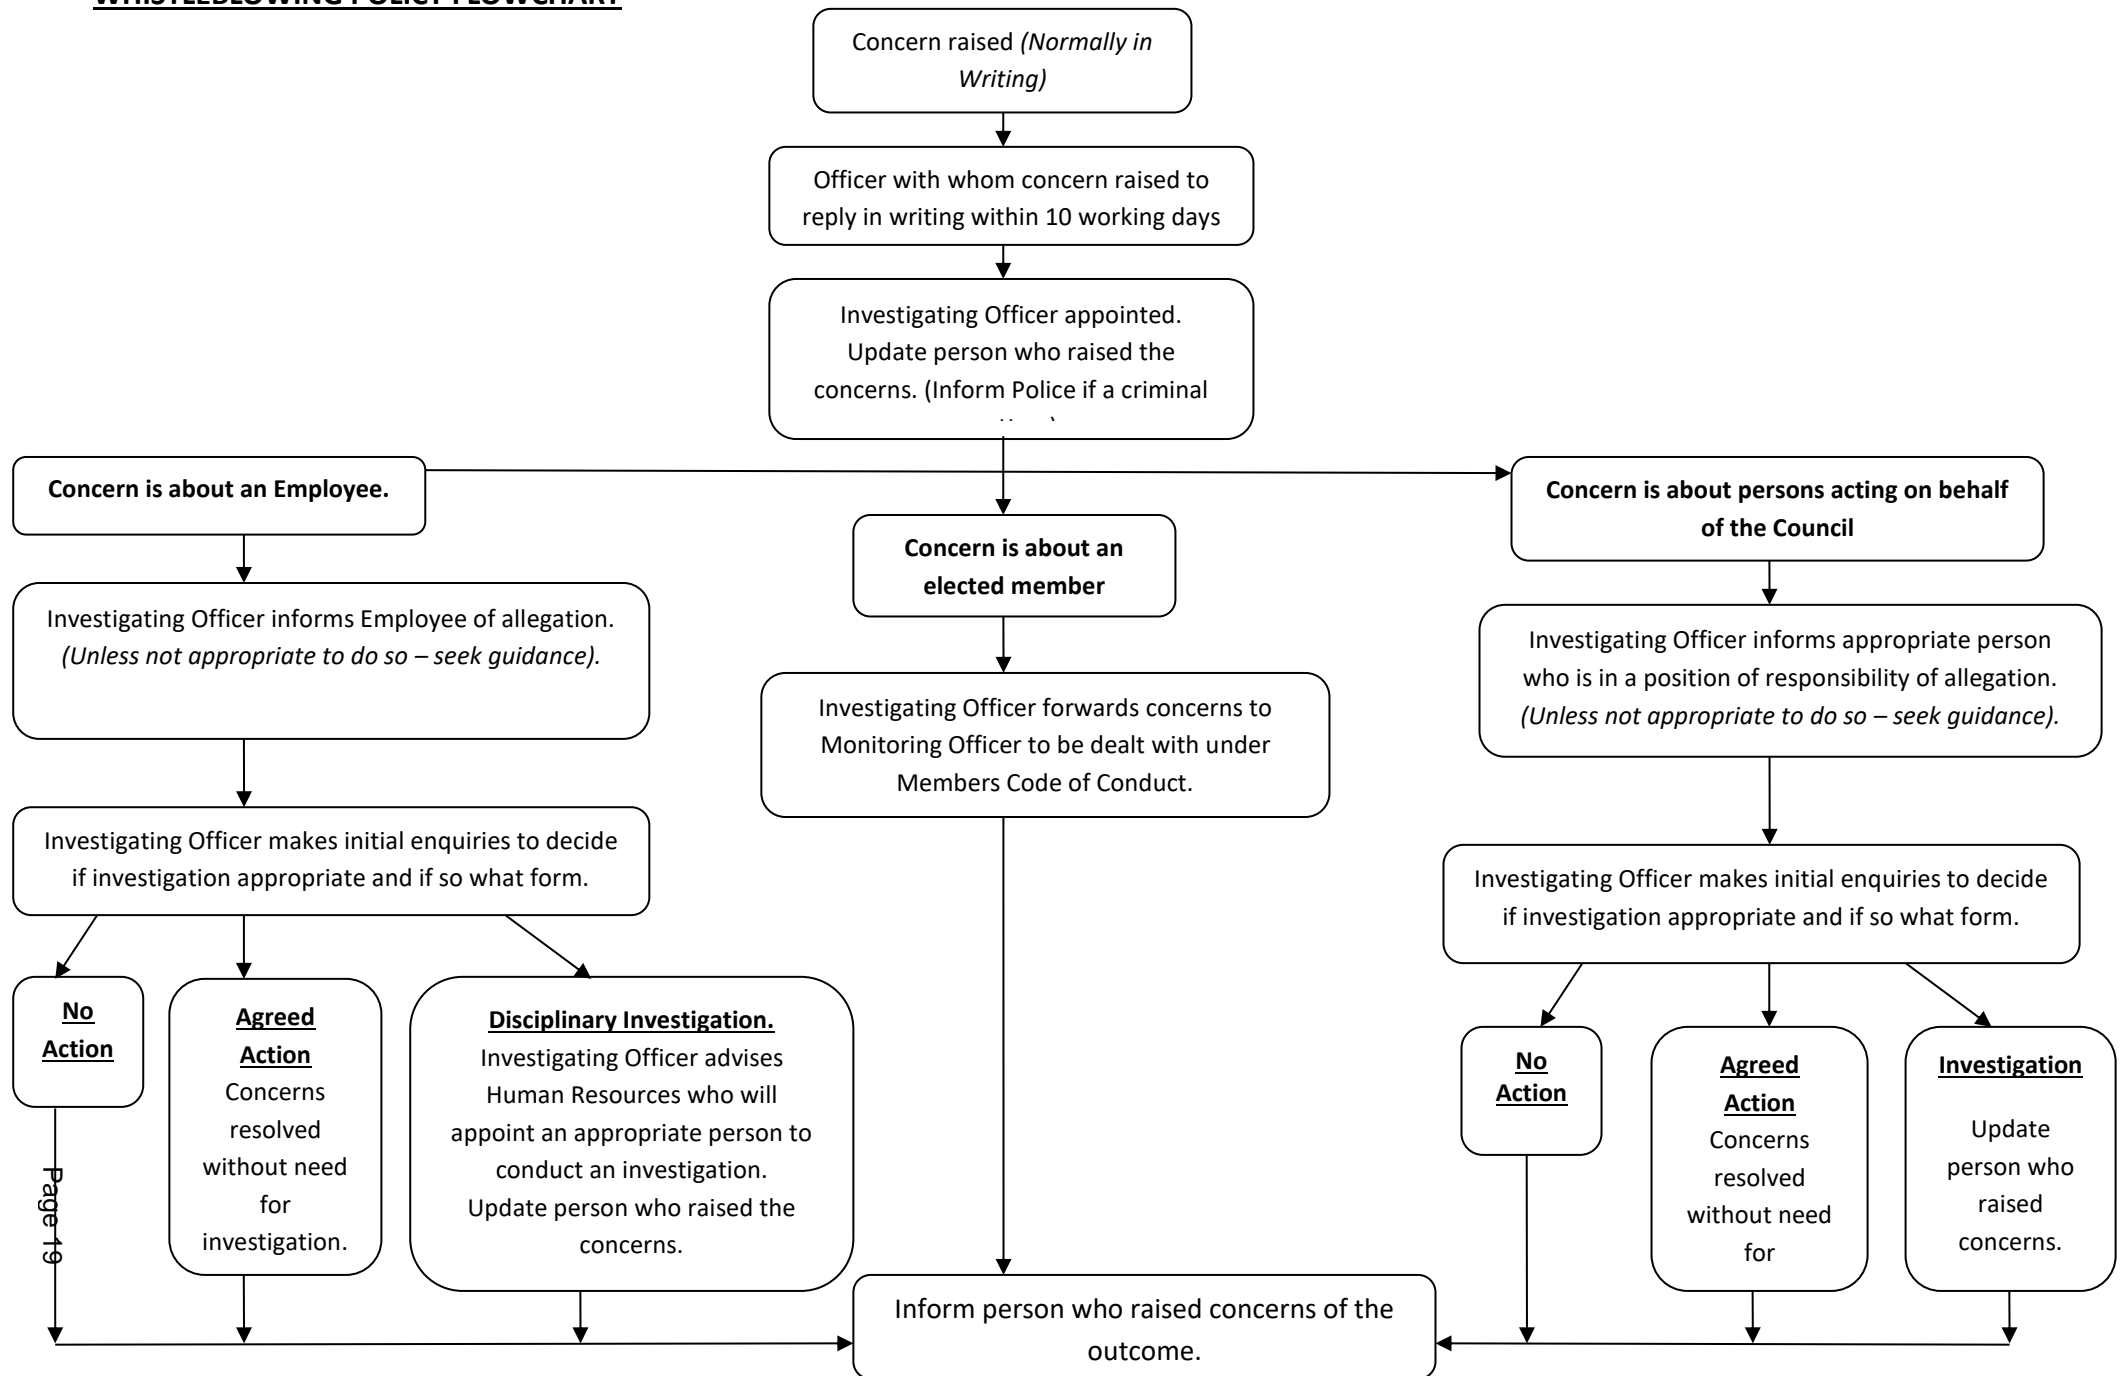 WHISTLEBLOWING POLICY FLOWCHART
Concern raised (Normally in
Writing)
Officer with whom concern raised to
reply in writing within 10 working days
Investigating Officer appointed.
Update person who raised the
concerns. (Inform Police if a criminal
Concern is about an Employee.
Investigating Officer informs Employee of allegation.
(Unless not appropriate to do so – seek guidance).
Investigating Officer makes initial enquiries to decide
if investigation appropriate and if so what form.
No
Action
Agreed
Action
Concerns
resolved
without need
for
investigation.
Disciplinary Investigation.
Investigating Officer advises
Human Resources who will
appoint an appropriate person to
conduct an investigation.
Update person who raised the
concerns.
Concern is about an
elected member
Investigating Officer forwards concerns to
Monitoring Officer to be dealt with under
Members Code of Conduct.
Concern is about persons acting on behalf
of the Council
Investigating Officer informs appropriate person
who is in a position of responsibility of allegation.
(Unless not appropriate to do so – seek guidance).
Investigating Officer makes initial enquiries to decide
if investigation appropriate and if so what form.
No
Action
Agreed
Action
Concerns
resolved
without need
for
Investigation
Update
person who
raised
concerns.
Inform person who raised concerns of the
outcome.
Page 19